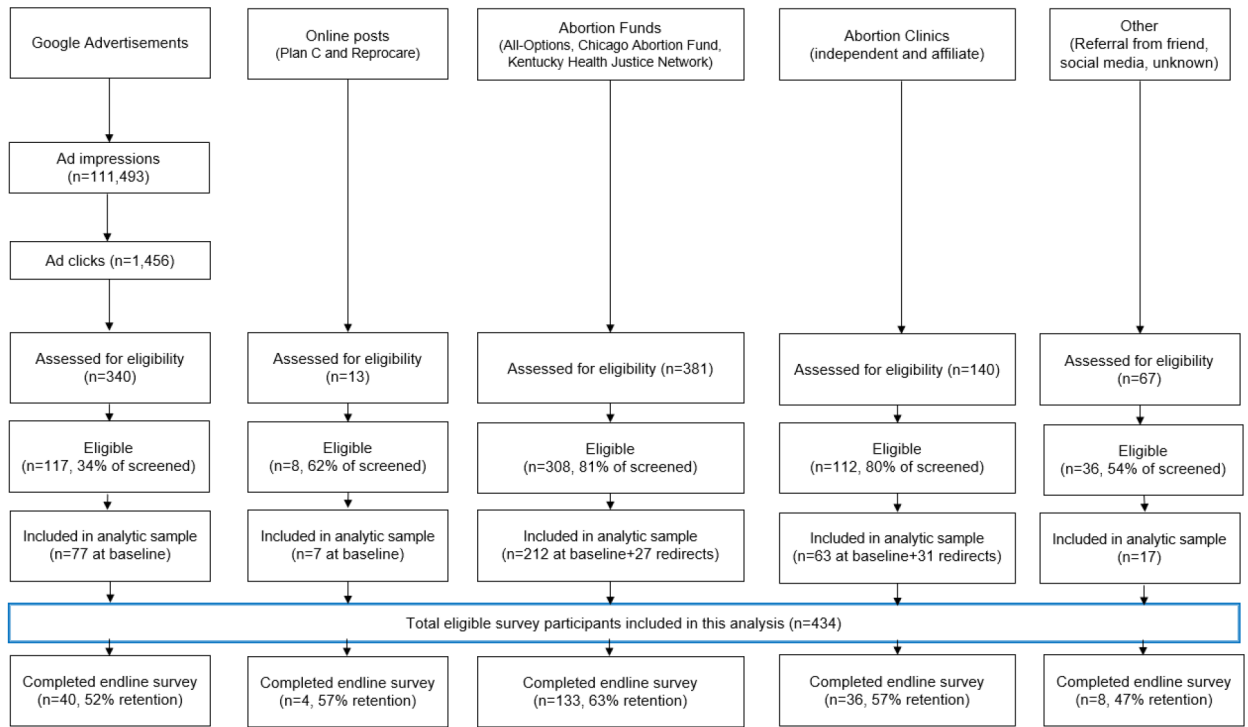 Google Advertisements
Online posts
(Plan C and Reprocare)
Abortion Funds
(All-Options, Chicago Abortion Fund,
Kentucky Health Justice Network)
Abortion Clinics
(independent and affiliate)
Other
(Referral from friend,
social media, unknown)
Ad impressions
(n=111,493)
Ad clicks (n=1,456)
Assessed for eligibility
(n=340)
Assessed for eligibility
(n=13)
Assessed for eligibility (n=381)
Assessed for eligibility (n=140)
Assessed for eligibility
(n=67)
Eligible
(n=117, 34% of screened)
Eligible
(n=8, 62% of screened)
Eligible
(n=308, 81% of screened)
Eligible
(n=112, 80% of screened)
Eligible
(n=36, 54% of screened)
Included in analytic sample
(n=77 at baseline)
Included in analytic sample
(n=7 at baseline)
Included in analytic sample
(n=212 at baseline+27 redirects)
Included in analytic sample
(n=63 at baseline+31 redirects)
Included in analytic sample
(n=17)
Total eligible survey participants included in this analysis (n=434)
Completed endline survey
(n=40, 52% retention)
Completed endline survey
(n=4, 57% retention)
Completed endline survey
(n=133, 63% retention)
Completed endline survey
(n=36, 57% retention)
Completed endline survey
(n=8, 47% retention)